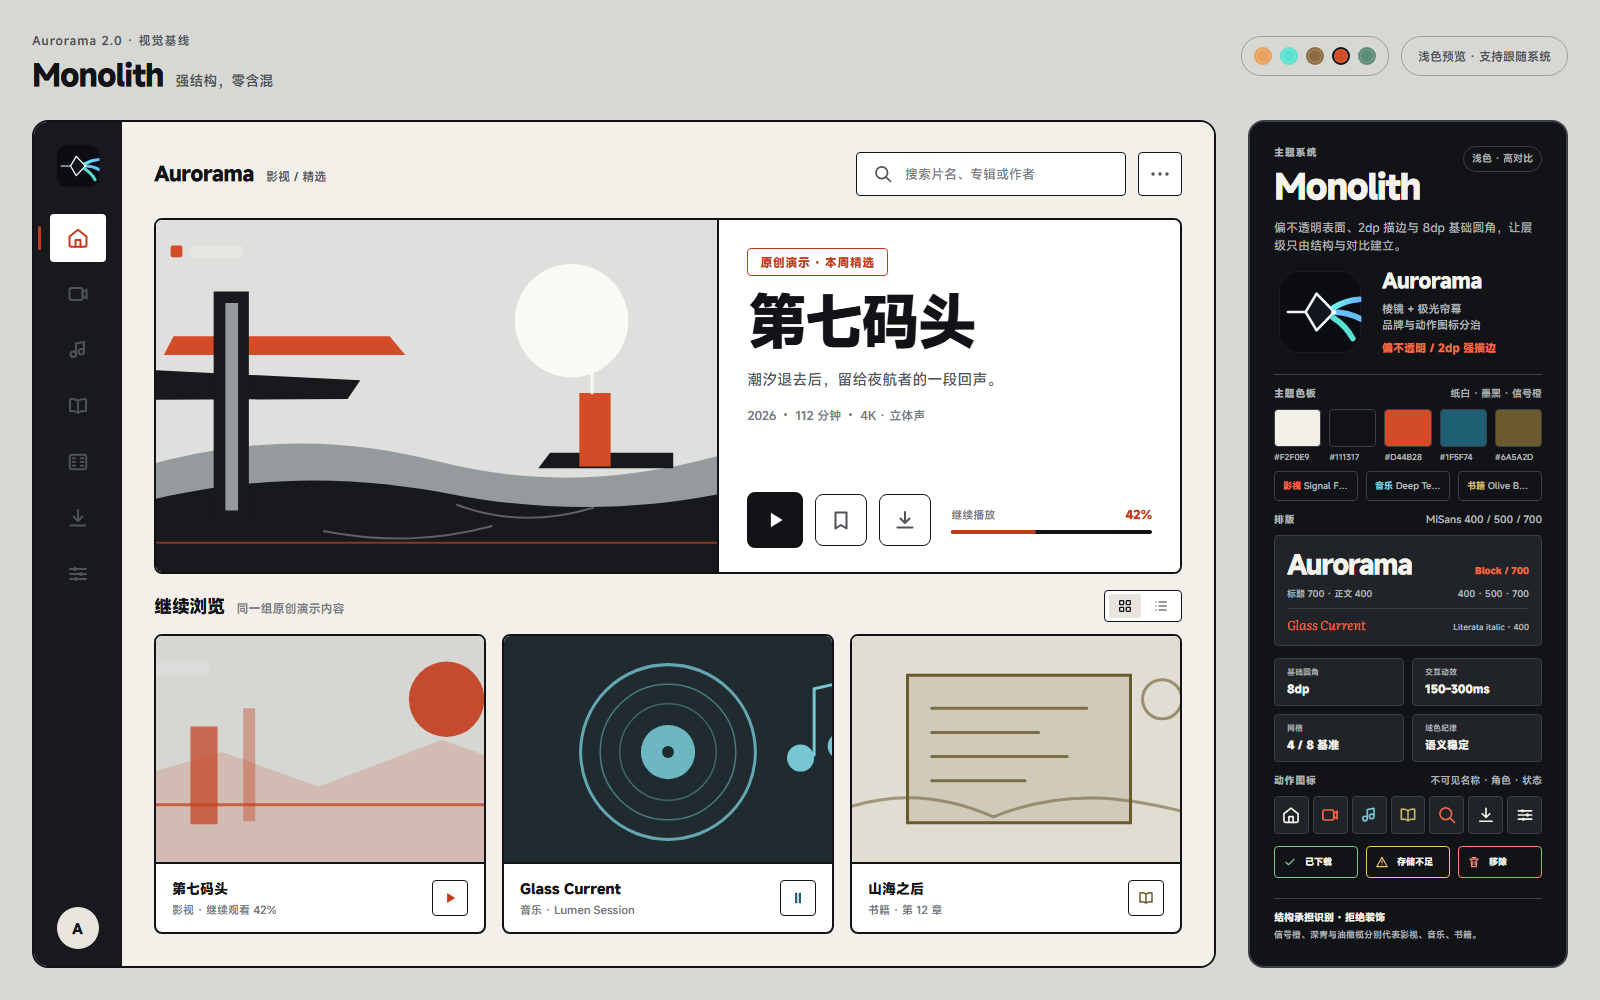 Aurorama 2.0 · 视觉基线
Monolith 强结构，零含混
浅色预览 · 支持跟随系统
Aurorama 影视 / 精选
搜索片名、专辑或作者
原创演示 · 本周精选
第七码头
潮汐退去后，留给夜航者的一段回声。
2026 · 112 分钟 · 4K · 立体声
继续播放 42%
继续浏览 同一组原创演示内容
第七码头
影视 · 继续观看 42%
Glass Current
音乐 · Lumen Session
山海之后
书籍 · 第 12 章
A
主题系统
浅色 · 高对比
Monolith
偏不透明表面、2dp 描边与 8dp 基础圆角，让层
级只由结构与对比建立。
Aurorama
棱镜 + 极光帘幕
品牌与动作图标分治
偏不透明 / 2dp 强描边
主题色板 纸白 · 墨黑 · 信号橙
#F2F0E9 #111317 #D44B28 #1F5F74 #6A5A2D
影视 Signal F... 音乐 Deep Te... 书籍 Olive B...
排版 MiSans 400 / 500 / 700
Aurorama Block / 700
标题 700 · 正文 400 400 · 500 · 700
Glass Current Literata italic · 400
基础圆角 交互动效
8dp 150–300ms
网格 域色纪律
4 / 8 基准 语义稳定
动作图标 不可见名称 · 角色 · 状态
已下载 存储不足 移除
结构承担识别 · 拒绝装饰
信号橙、深青与油橄榄分别代表影视、音乐、书籍。